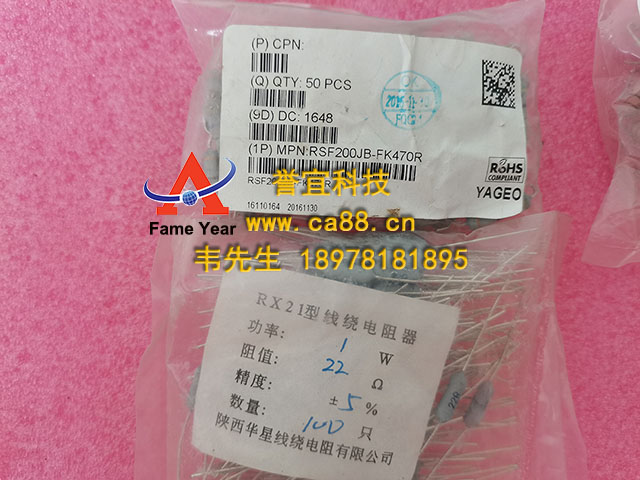 (P) CPN:
(Q) QTY: 50 PCS
(9D) DC: 1648
(1P) MPN:RSF200JB-FK470R
16110164 20161130
OK
RoHS
COMPLIANT
YAGEO
Fame Year
誉宜科技
www.ca88.cn
韦先生 18978181895
RX21型线绕电阻器
功率: 1 W
阻值: 22 Ω
精度: ±5 %
数量: 100 只
陕西华星线绕电阻有限公司